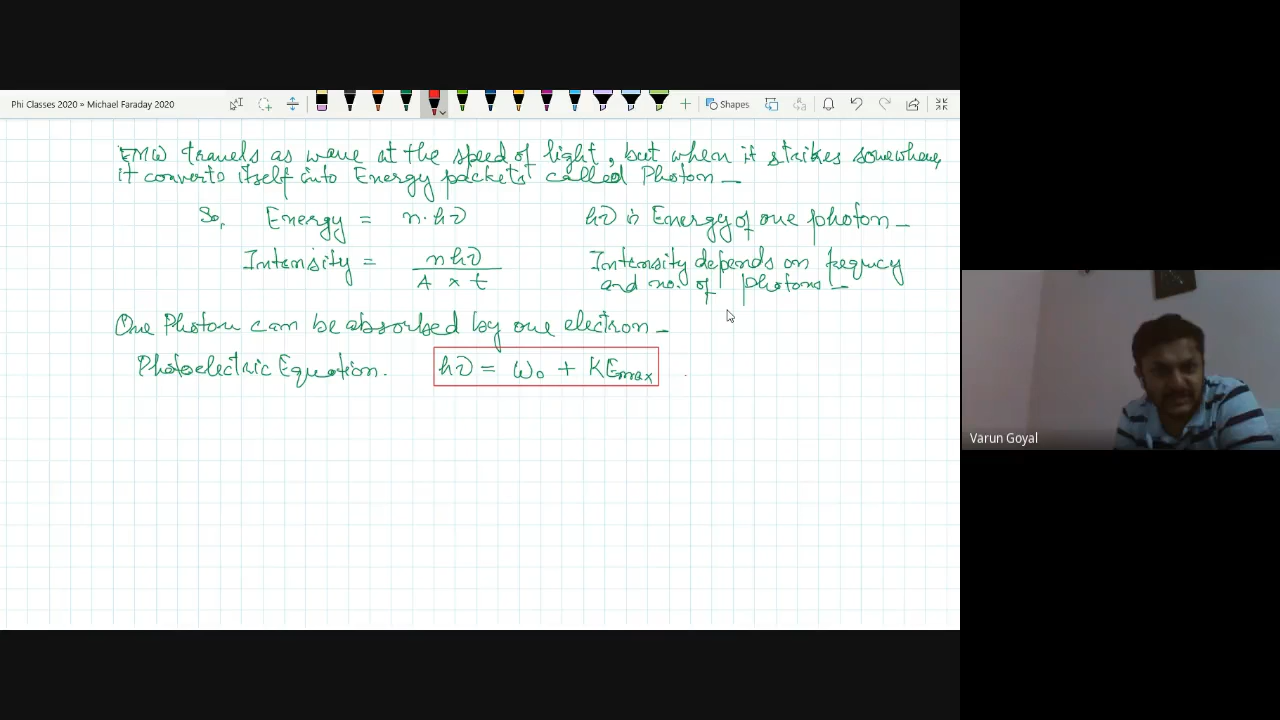 Phi Classes 2020 » Michael Faraday 2020
Shapes
EMW travels as wave at the speed of light, but when it strikes somewhere,
it converts itself into Energy packets called Photon -
So, Energy = n.hν hν is Energy of one photon -
Intensity = nhν / A × t Intensity depends on frequcy
and no. of Photons -
One Photon can be absorbed by one electron -
Photoelectric Equation. hν = ω₀ + KEmax
Varun Goyal